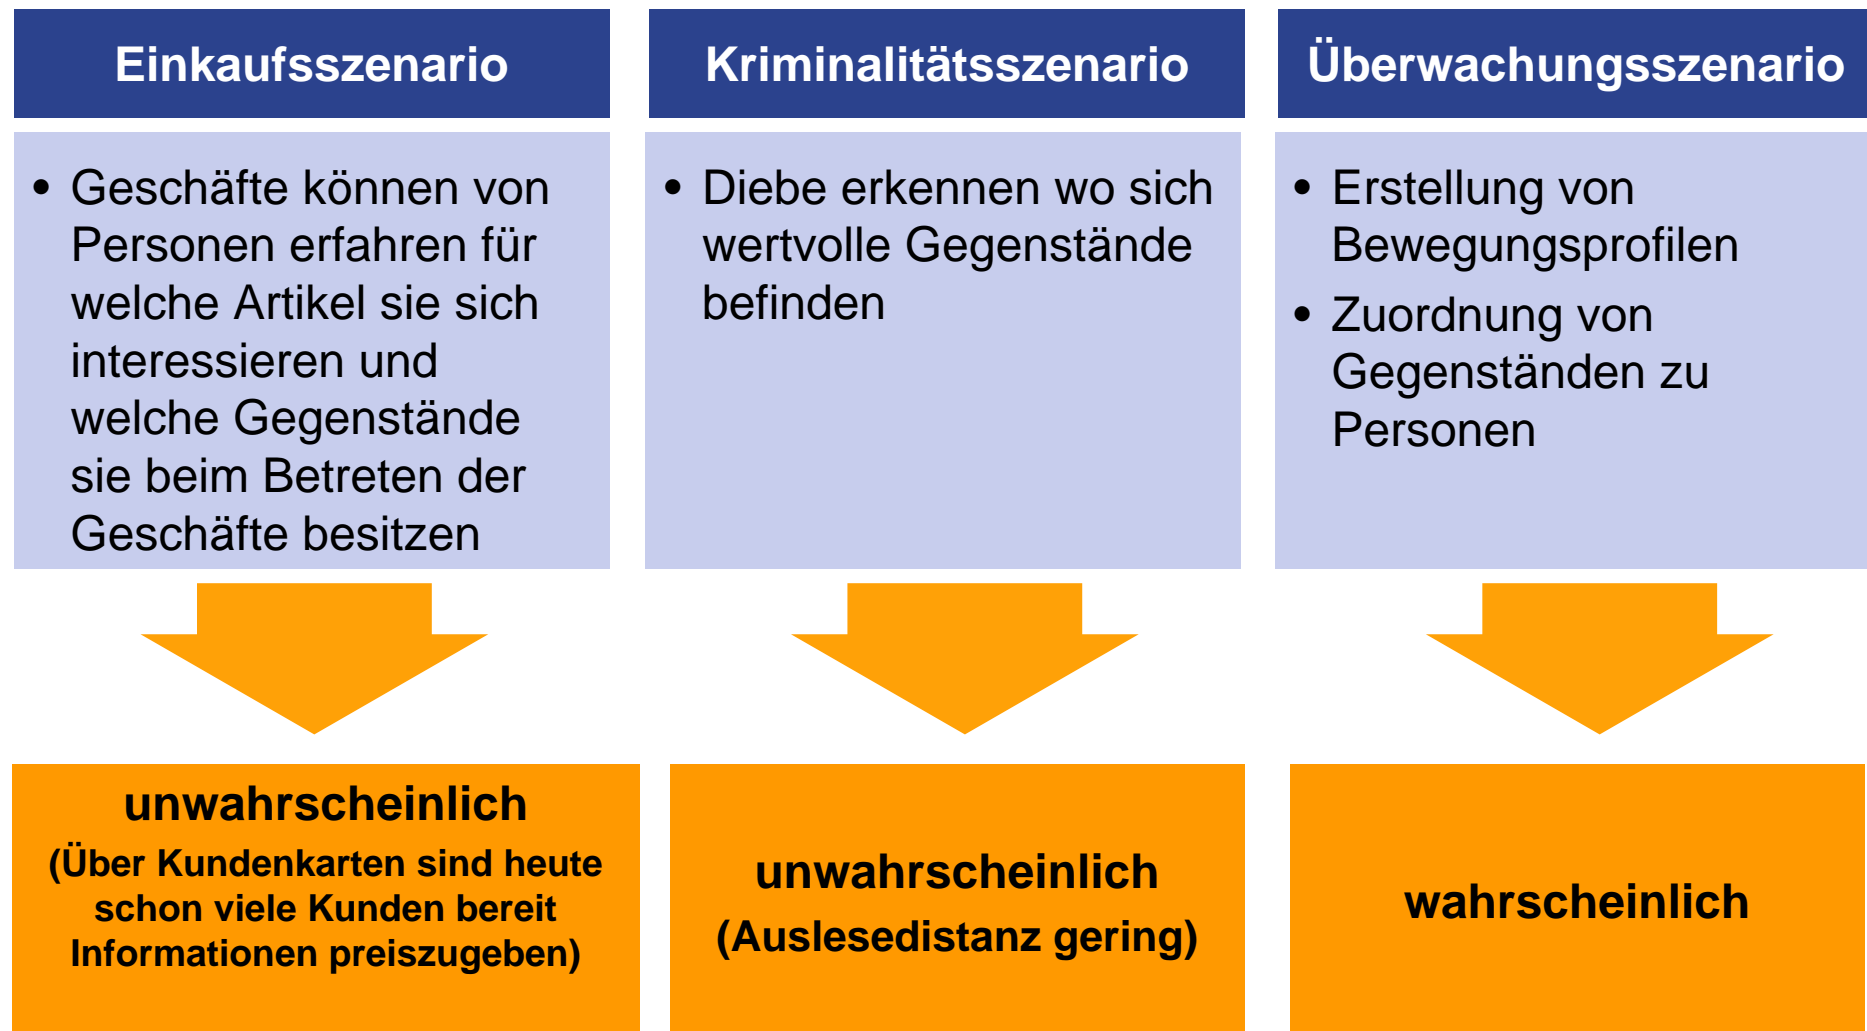 Einkaufsszenario
• Geschäfte können von
Personen erfahren für
welche Artikel sie sich
interessieren und
welche Gegenstände
sie beim Betreten der
Geschäfte besitzen
unwahrscheinlich
(Über Kundenkarten sind heute
schon viele Kunden bereit
Informationen preiszugeben)
Kriminalitätsszenario
• Diebe erkennen wo sich
wertvolle Gegenstände
befinden
unwahrscheinlich
(Auslesedistanz gering)
Überwachungsszenario
• Erstellung von
Bewegungsprofilen
• Zuordnung von
Gegenständen zu
Personen
wahrscheinlich